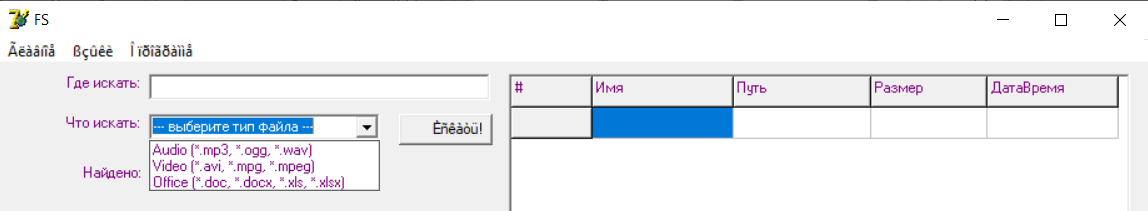 FS
Ãëàâíîå ßçûêè Î ïðîãðàììå
Где искать:
# Имя Путь Размер ДатаВремя
Что искать: --- выберите тип файла --- Èñêàòü!
Audio (*.mp3, *.ogg, *.wav)
Video (*.avi, *.mpg, *.mpeg)
Найдено:
Office (*.doc, *.docx, *.xls, *.xlsx)